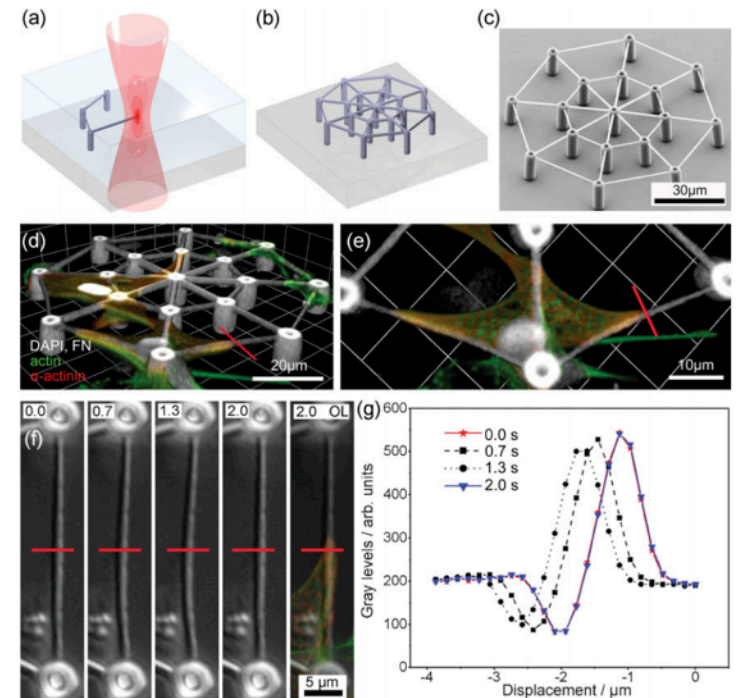 (a)
(b)
(c)
30µm
(d)
DAPI, FN
actin
α-actinin
20µm
(e)
10µm
(f)
0.0
0.7
1.3
2.0
2.0 OL
5 µm
(g)
Gray levels / arb. units
600
500
400
300
200
100
0
0.0 s
0.7 s
1.3 s
2.0 s
-4
-3
-2
-1
0
Displacement / µm